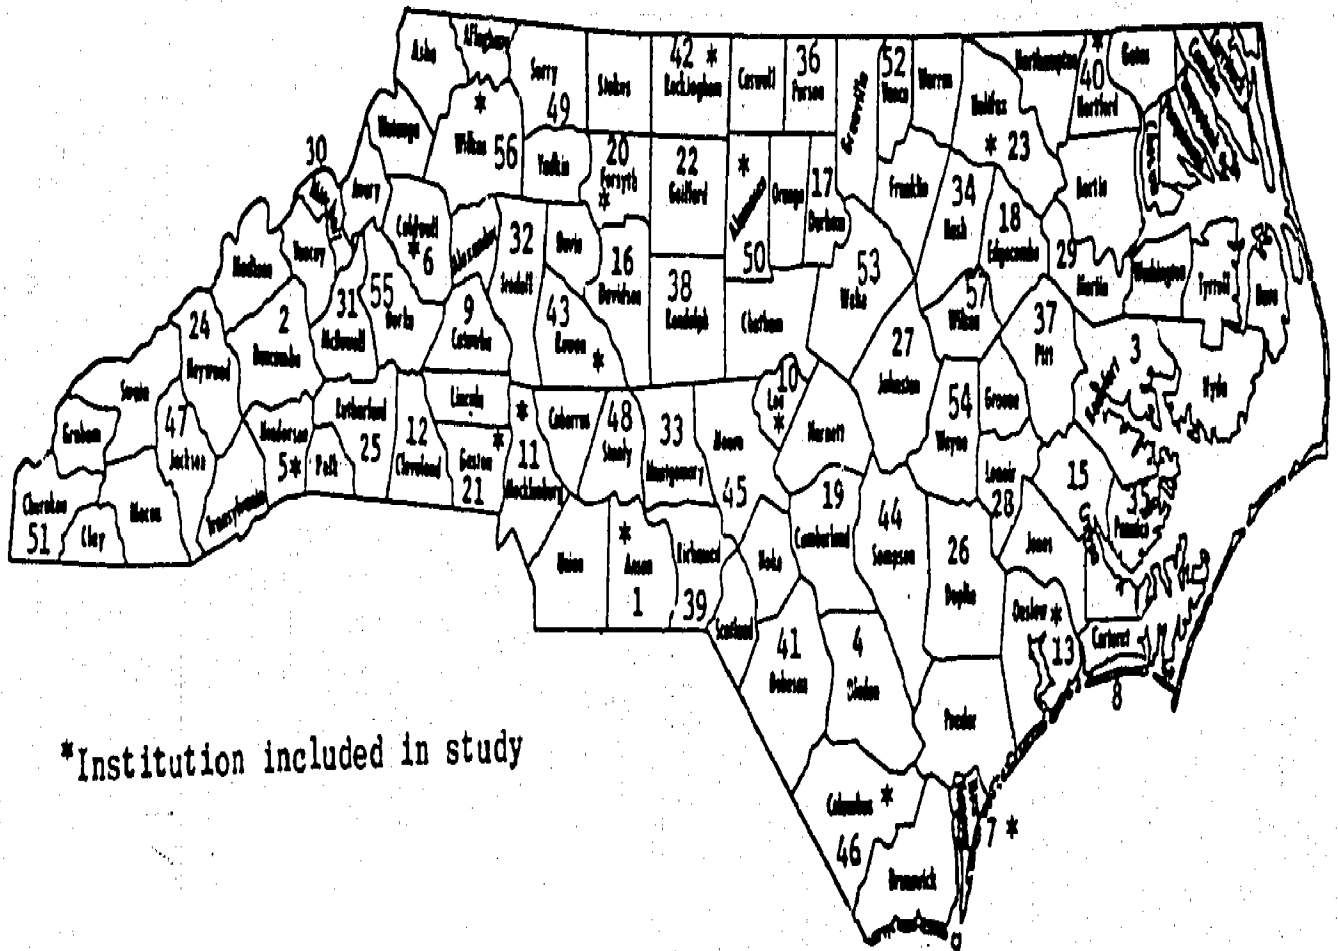 Ashe
Alleghany
Surry
49
Stokes
42 *
Rockingham
Caswell
36
Person
Granville
52
Vance
Warren
Northampton
*
40
Hertford
Gates
Halifax
* 23
Watauga
*
Wilkes
56
Yadkin
20
Forsyth
*
22
Guilford
*
Alamance
50
Orange
17
Durham
Franklin
34
Nash
18
Edgecombe
Bertie
30
Avery
Caldwell
* 6
Alexander
32
Iredell
Davie
16
Davidson
38
Randolph
Chatham
53
Wake
57
Wilson
29
Martin
Washington
Tyrrell
Dare
Madison
Yancey
31
McDowell
55
Burke
9
Catawba
43
Rowan
*
27
Johnston
37
Pitt
3
Beaufort
Hyde
24
Haywood
2
Buncombe
Swain
Graham
47
Jackson
Henderson
5*
Polk
Rutherford
25
12
Cleveland
Lincoln
Gaston
*
21
*
11
Mecklenburg
Cabarrus
48
Stanly
33
Montgomery
Moore
45
10
Lee
*
Harnett
54
Wayne
Greene
Lenoir
28
15
35
Pamlico
Cherokee
51
Clay
Macon
Transylvania
Union
*
Anson
1
Richmond
39
Hoke
Scotland
19
Cumberland
44
Sampson
26
Duplin
Jones
Onslow *
13
Carteret
8
41
Robeson
4
Bladen
Pender
Columbus *
46
Brunswick
7 *
*Institution included in study